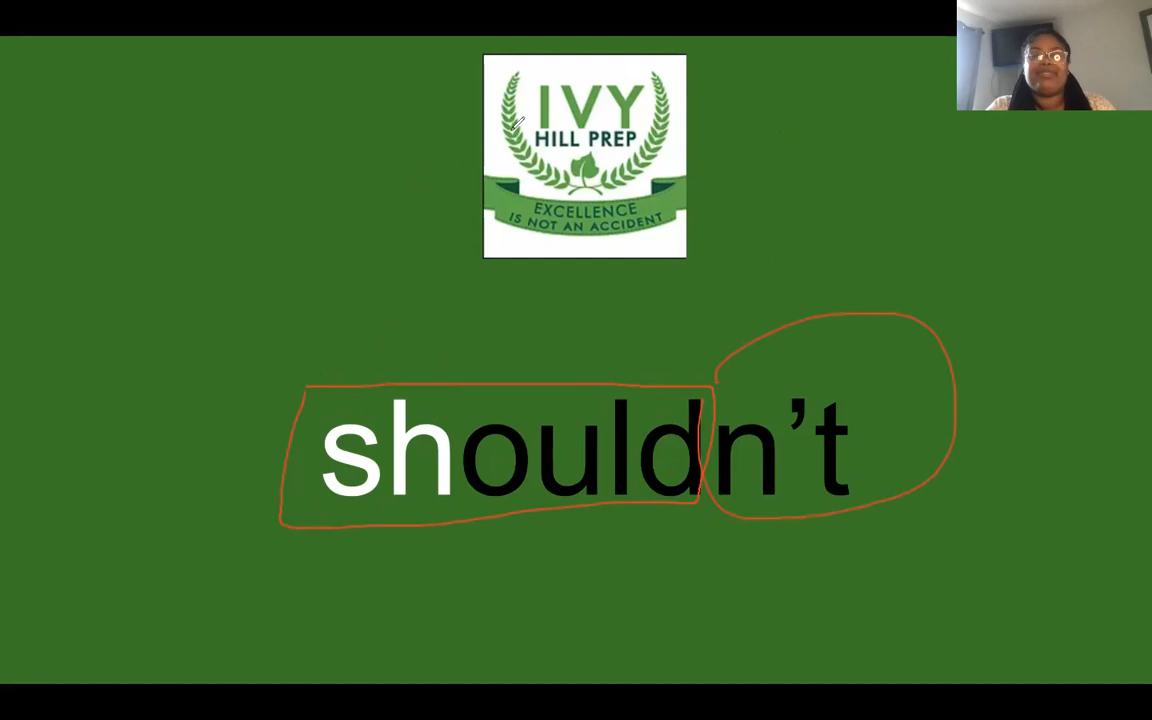 IVY
HILL PREP
EXCELLENCE
IS NOT AN ACCIDENT
shouldn’t